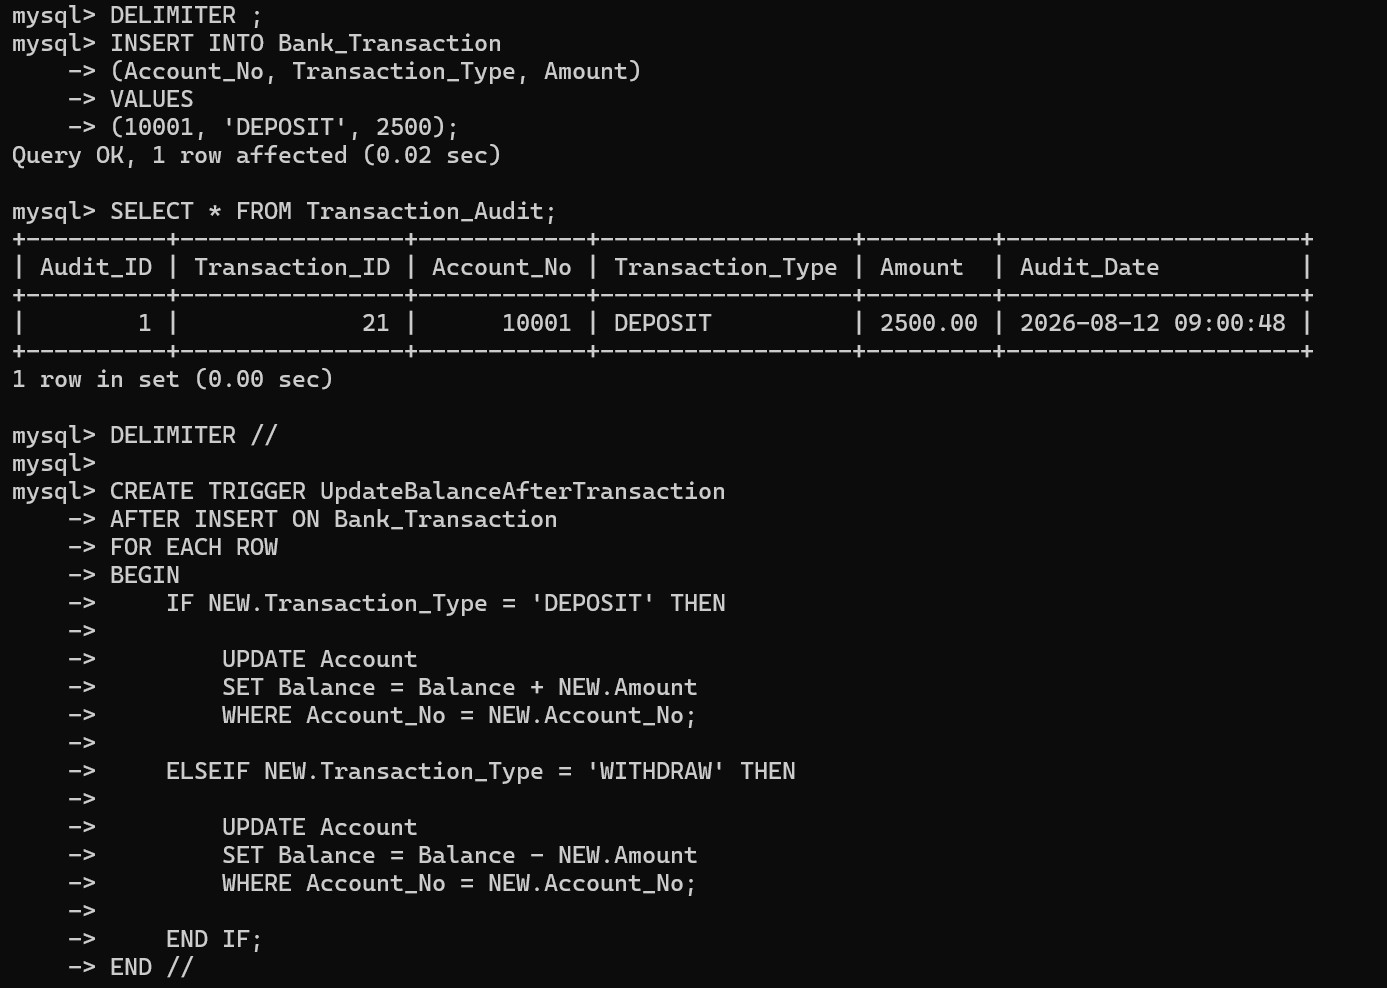 mysql> DELIMITER ;
mysql> INSERT INTO Bank_Transaction
    -> (Account_No, Transaction_Type, Amount)
    -> VALUES
    -> (10001, 'DEPOSIT', 2500);
Query OK, 1 row affected (0.02 sec)

mysql> SELECT * FROM Transaction_Audit;
+----------+----------------+------------+------------------+---------+---------------------+
| Audit_ID | Transaction_ID | Account_No | Transaction_Type | Amount  | Audit_Date          |
+----------+----------------+------------+------------------+---------+---------------------+
|        1 |             21 |      10001 | DEPOSIT          | 2500.00 | 2026-08-12 09:00:48 |
+----------+----------------+------------+------------------+---------+---------------------+
1 row in set (0.00 sec)

mysql> DELIMITER //
mysql>
mysql> CREATE TRIGGER UpdateBalanceAfterTransaction
    -> AFTER INSERT ON Bank_Transaction
    -> FOR EACH ROW
    -> BEGIN
    ->     IF NEW.Transaction_Type = 'DEPOSIT' THEN
    ->
    ->         UPDATE Account
    ->         SET Balance = Balance + NEW.Amount
    ->         WHERE Account_No = NEW.Account_No;
    ->
    ->     ELSEIF NEW.Transaction_Type = 'WITHDRAW' THEN
    ->
    ->         UPDATE Account
    ->         SET Balance = Balance - NEW.Amount
    ->         WHERE Account_No = NEW.Account_No;
    ->
    ->     END IF;
    -> END //